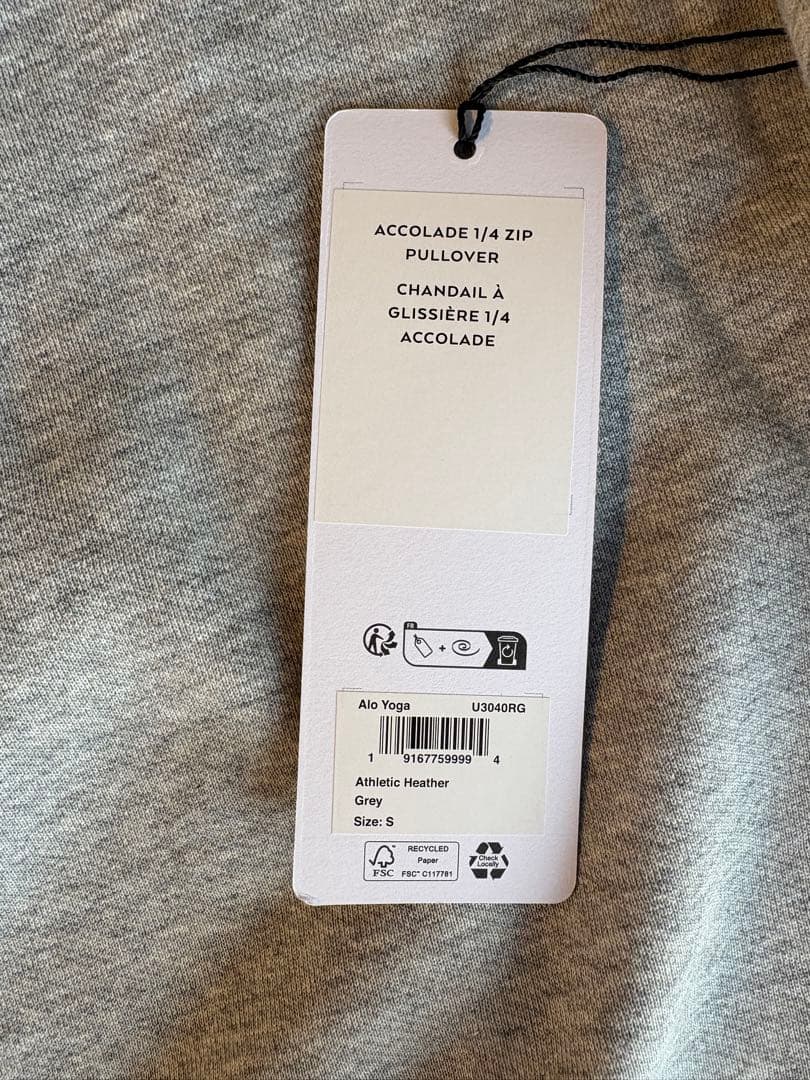 ACCOLADE 1/4 ZIP
PULLOVER
CHANDAIL À
GLISSIÈRE 1/4
ACCOLADE
FR
+
Alo Yoga U3040RG
1 9167759999 4
Athletic Heather
Grey
Size: S
FSC™
RECYCLED
Paper
FSC™ C117781
Check
Locally